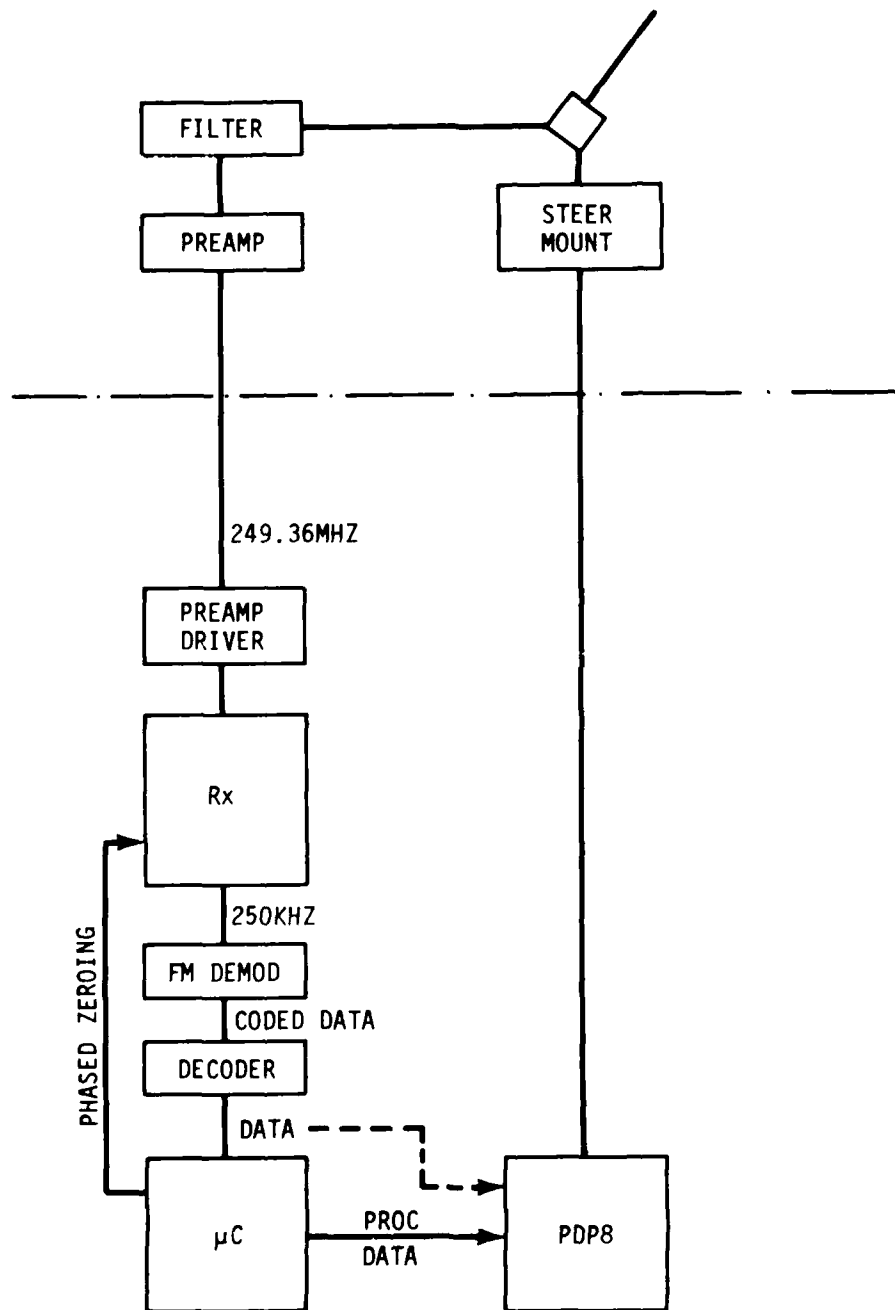 FILTER
STEER
MOUNT
PREAMP
249.36MHZ
PREAMP
DRIVER
Rx
250KHZ
PHASED ZEROING
FM DEMOD
CODED DATA
DECODER
DATA
μC
PROC
DATA
PDP8